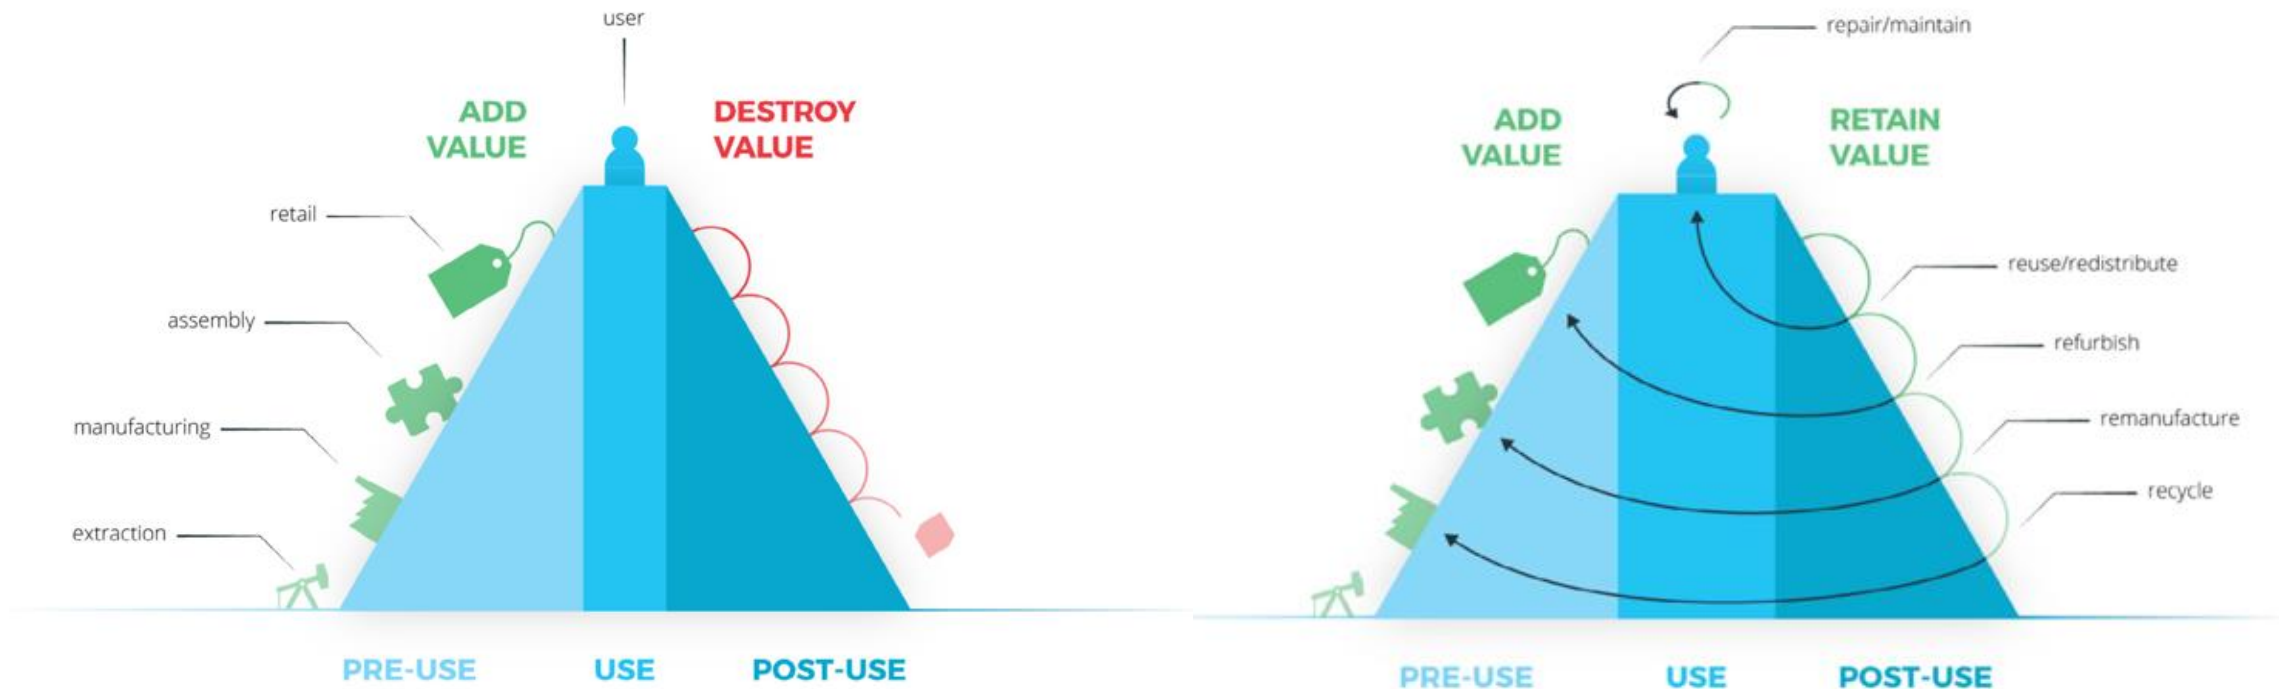 user
ADD
VALUE
DESTROY
VALUE
retail
assembly
manufacturing
extraction
PRE-USE
USE
POST-USE
repair/maintain
ADD
VALUE
RETAIN
VALUE
reuse/redistribute
refurbish
remanufacture
recycle
PRE-USE
USE
POST-USE